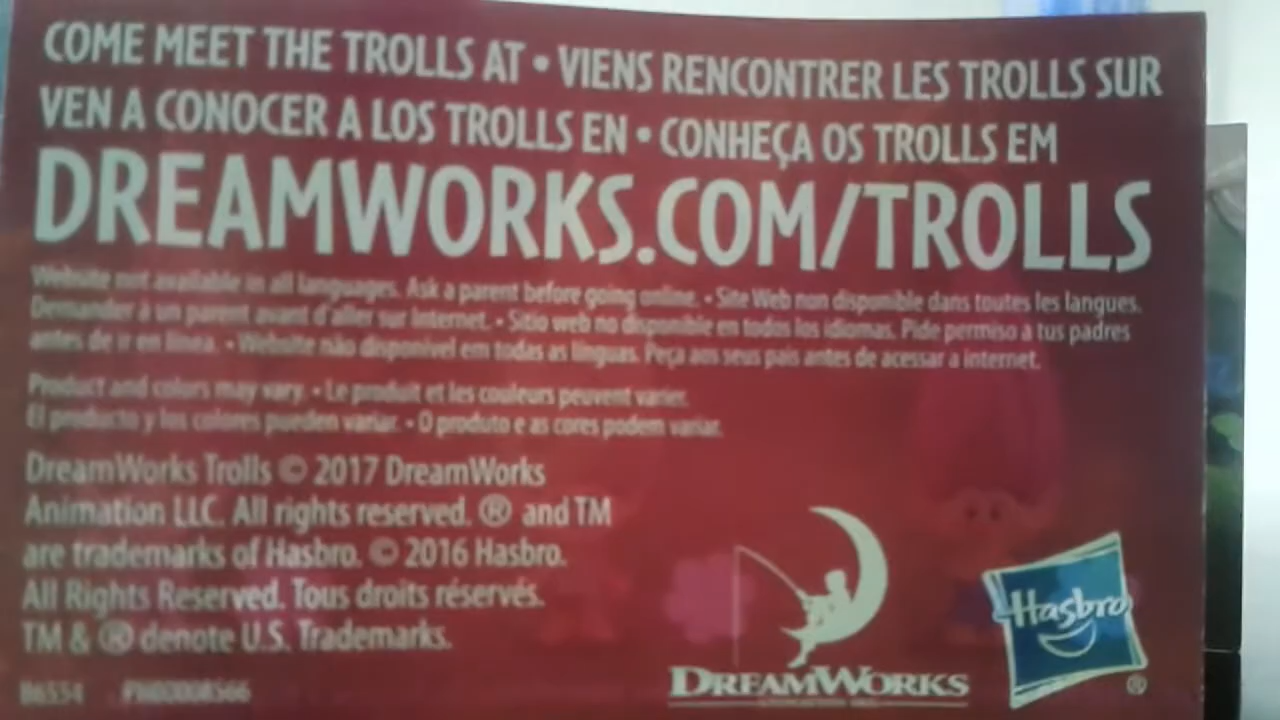 COME MEET THE TROLLS AT • VIENS RENCONTRER LES TROLLS SUR
VEN A CONOCER A LOS TROLLS EN • CONHEÇA OS TROLLS EM
DREAMWORKS.COM/TROLLS
Website not available in all languages. Ask a parent before going online. • Site Web non disponible dans toutes les langues.
Demander à un parent avant d'aller sur Internet. • Sitio web no disponible en todos los idiomas. Pide permiso a tus padres
antes de ir en línea. • Website não disponível em todas as línguas. Peça aos seus pais antes de acessar a internet.
Product and colors may vary. • Le produit et les couleurs peuvent varier.
El producto y los colores pueden variar. • O produto e as cores podem variar.
DreamWorks Trolls © 2017 DreamWorks
Animation LLC. All rights reserved. ® and TM
are trademarks of Hasbro. © 2016 Hasbro.
All Rights Reserved. Tous droits réservés.
TM & ® denote U.S. Trademarks.
DREAMWORKS
Hasbro
®